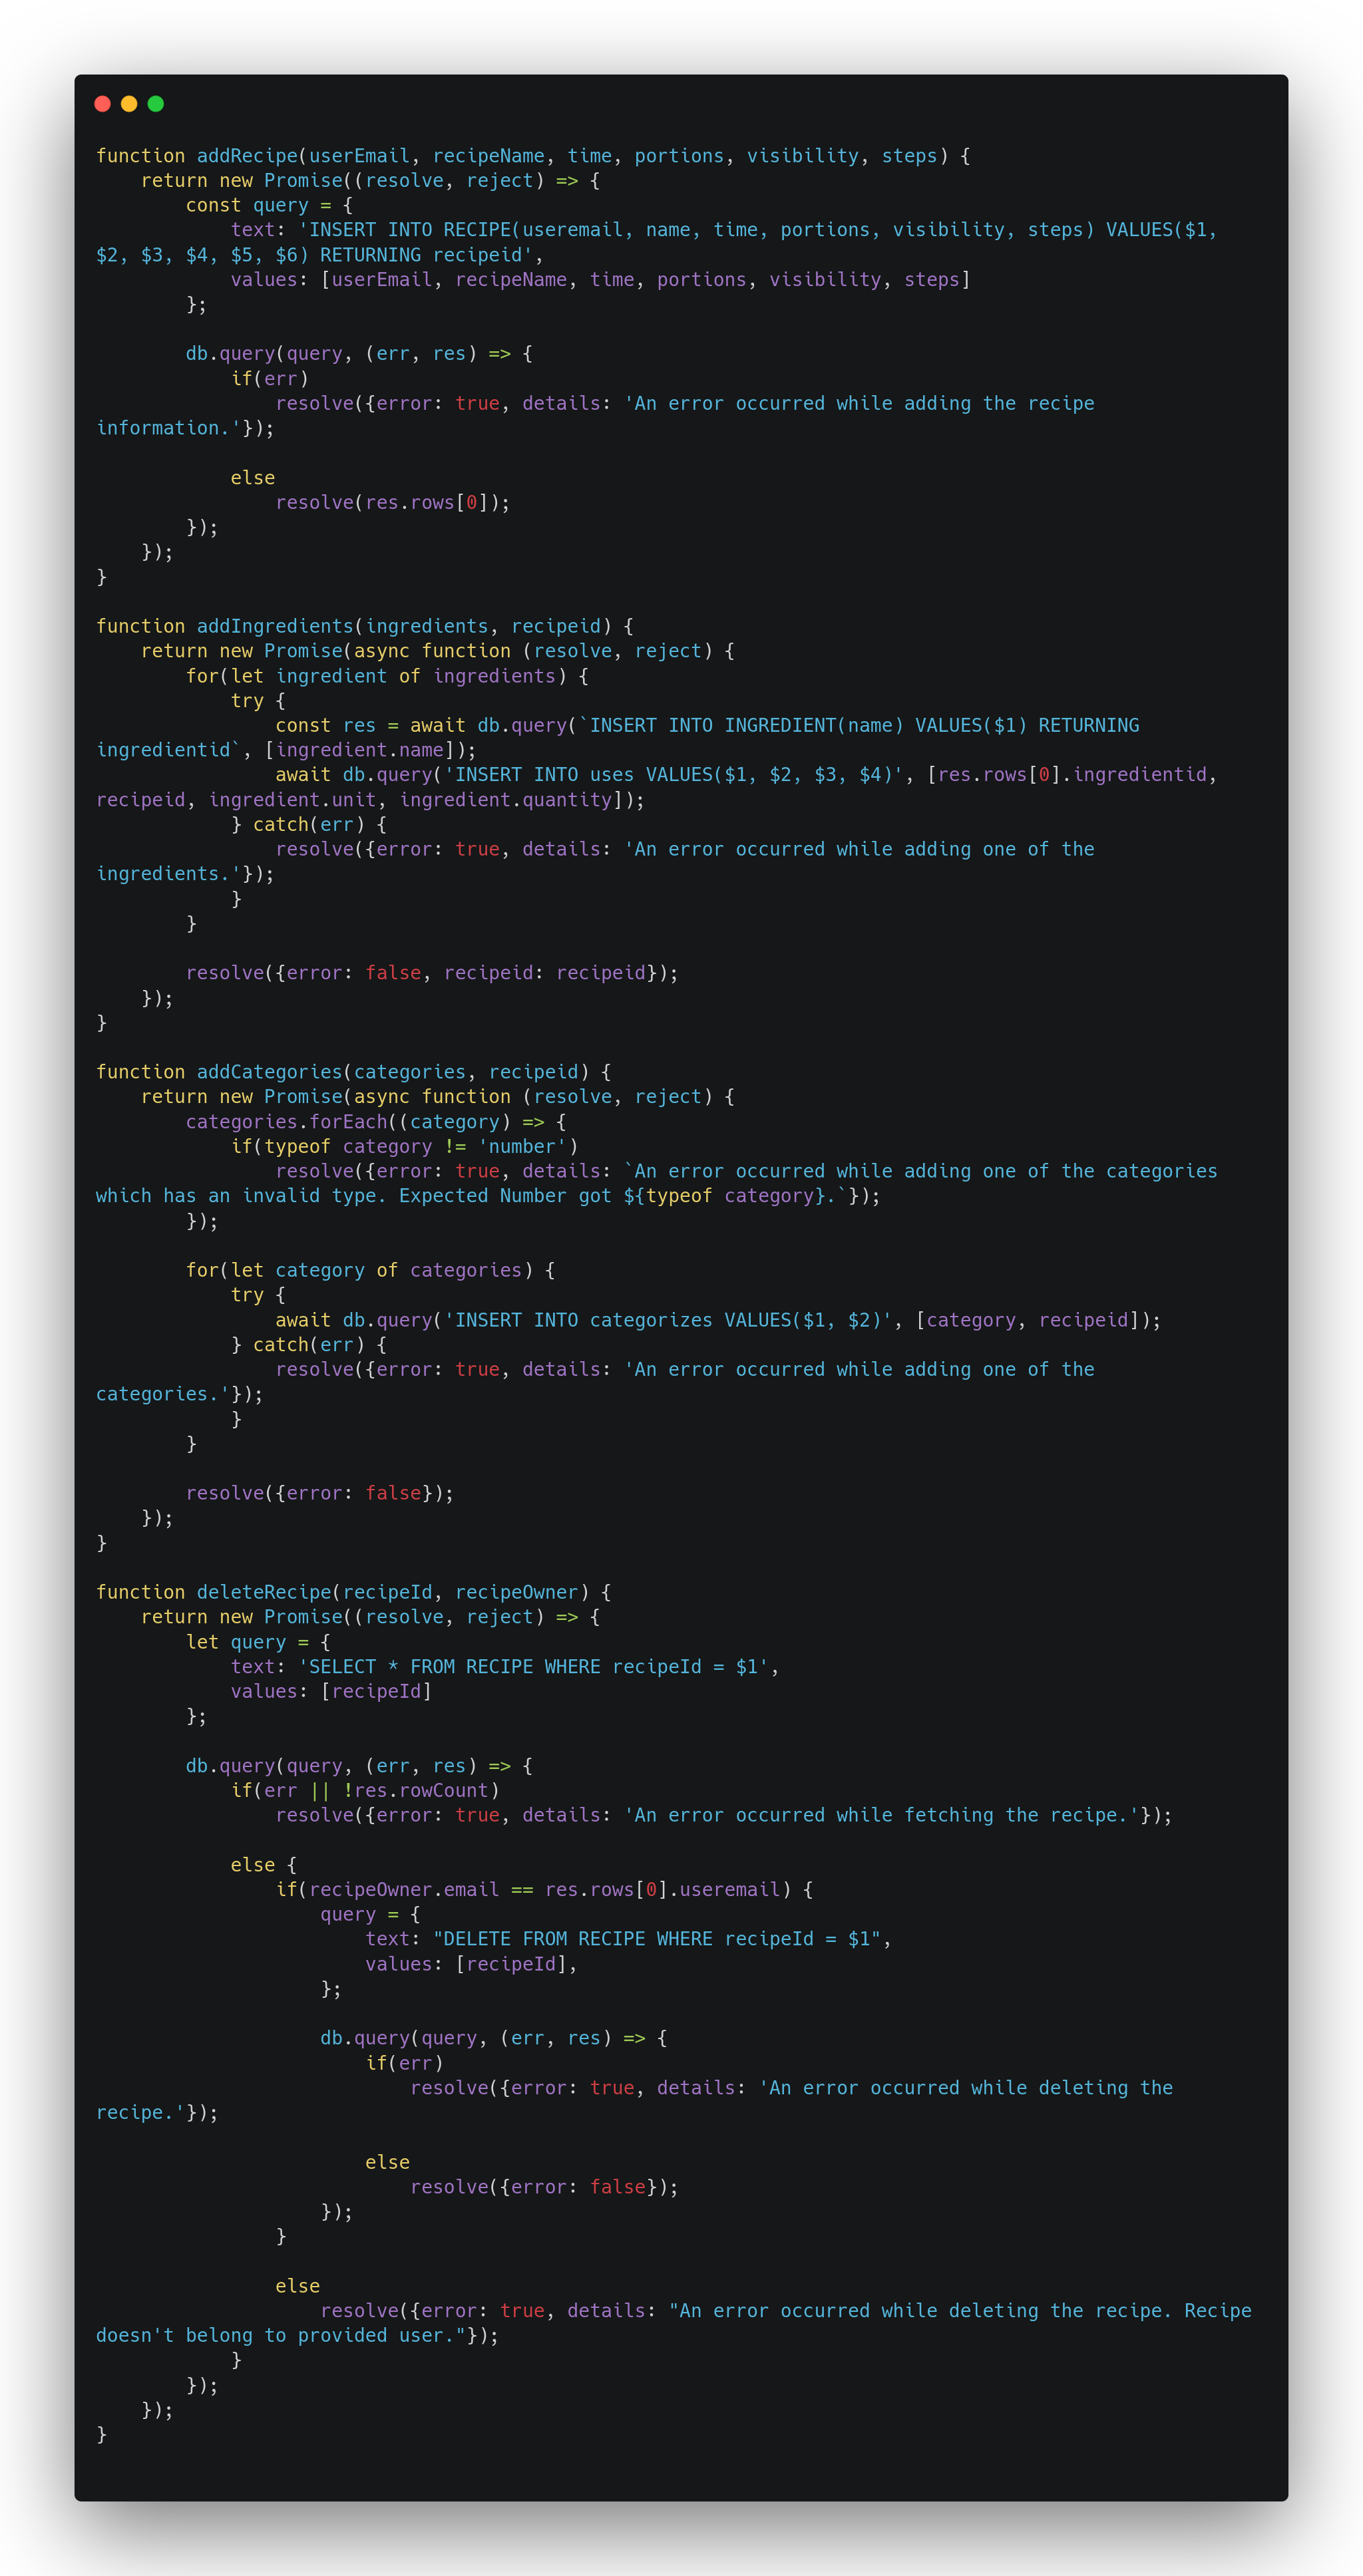 function addRecipe(userEmail, recipeName, time, portions, visibility, steps) {
    return new Promise((resolve, reject) => {
        const query = {
            text: 'INSERT INTO RECIPE(useremail, name, time, portions, visibility, steps) VALUES($1,
$2, $3, $4, $5, $6) RETURNING recipeid',
            values: [userEmail, recipeName, time, portions, visibility, steps]
        };

        db.query(query, (err, res) => {
            if(err)
                resolve({error: true, details: 'An error occurred while adding the recipe
information.'});

            else
                resolve(res.rows[0]);
        });
    });
}

function addIngredients(ingredients, recipeid) {
    return new Promise(async function (resolve, reject) {
        for(let ingredient of ingredients) {
            try {
                const res = await db.query(`INSERT INTO INGREDIENT(name) VALUES($1) RETURNING
ingredientid`, [ingredient.name]);
                await db.query('INSERT INTO uses VALUES($1, $2, $3, $4)', [res.rows[0].ingredientid,
recipeid, ingredient.unit, ingredient.quantity]);
            } catch(err) {
                resolve({error: true, details: 'An error occurred while adding one of the
ingredients.'});
            }
        }

        resolve({error: false, recipeid: recipeid});
    });
}

function addCategories(categories, recipeid) {
    return new Promise(async function (resolve, reject) {
        categories.forEach((category) => {
            if(typeof category != 'number')
                resolve({error: true, details: `An error occurred while adding one of the categories
which has an invalid type. Expected Number got ${typeof category}.`});
        });

        for(let category of categories) {
            try {
                await db.query('INSERT INTO categorizes VALUES($1, $2)', [category, recipeid]);
            } catch(err) {
                resolve({error: true, details: 'An error occurred while adding one of the
categories.'});
            }
        }

        resolve({error: false});
    });
}

function deleteRecipe(recipeId, recipeOwner) {
    return new Promise((resolve, reject) => {
        let query = {
            text: 'SELECT * FROM RECIPE WHERE recipeId = $1',
            values: [recipeId]
        };

        db.query(query, (err, res) => {
            if(err || !res.rowCount)
                resolve({error: true, details: 'An error occurred while fetching the recipe.'});

            else {
                if(recipeOwner.email == res.rows[0].useremail) {
                    query = {
                        text: "DELETE FROM RECIPE WHERE recipeId = $1",
                        values: [recipeId],
                    };

                    db.query(query, (err, res) => {
                        if(err)
                            resolve({error: true, details: 'An error occurred while deleting the
recipe.'});

                        else
                            resolve({error: false});
                    });
                }

                else
                    resolve({error: true, details: "An error occurred while deleting the recipe. Recipe
doesn't belong to provided user."});
            }
        });
    });
}